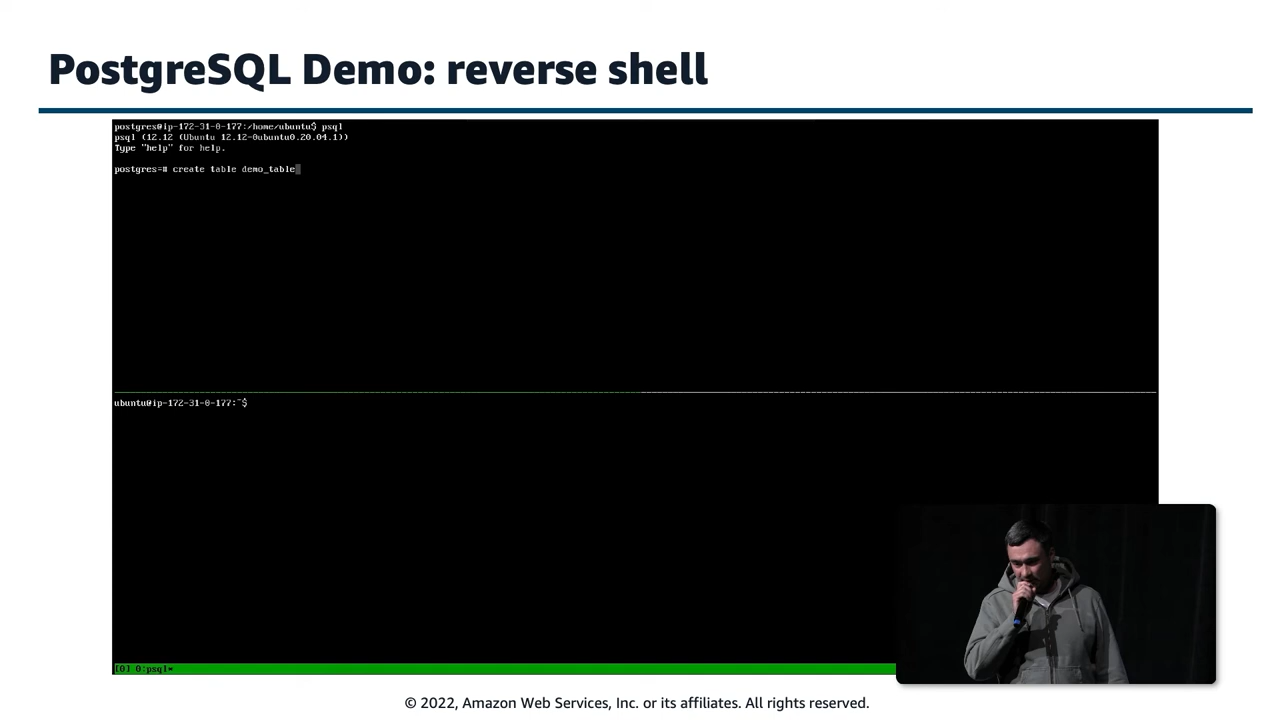 PostgreSQL Demo: reverse shell
postgres@ip-172-31-0-177:/home/ubuntu$ psql
psql (12.12 (Ubuntu 12.12-0ubuntu0.20.04.1))
Type "help" for help.
postgres=# create table demo_table
ubuntu@ip-172-31-0-177:~$
[0] 0:psql*
© 2022, Amazon Web Services, Inc. or its affiliates. All rights reserved.